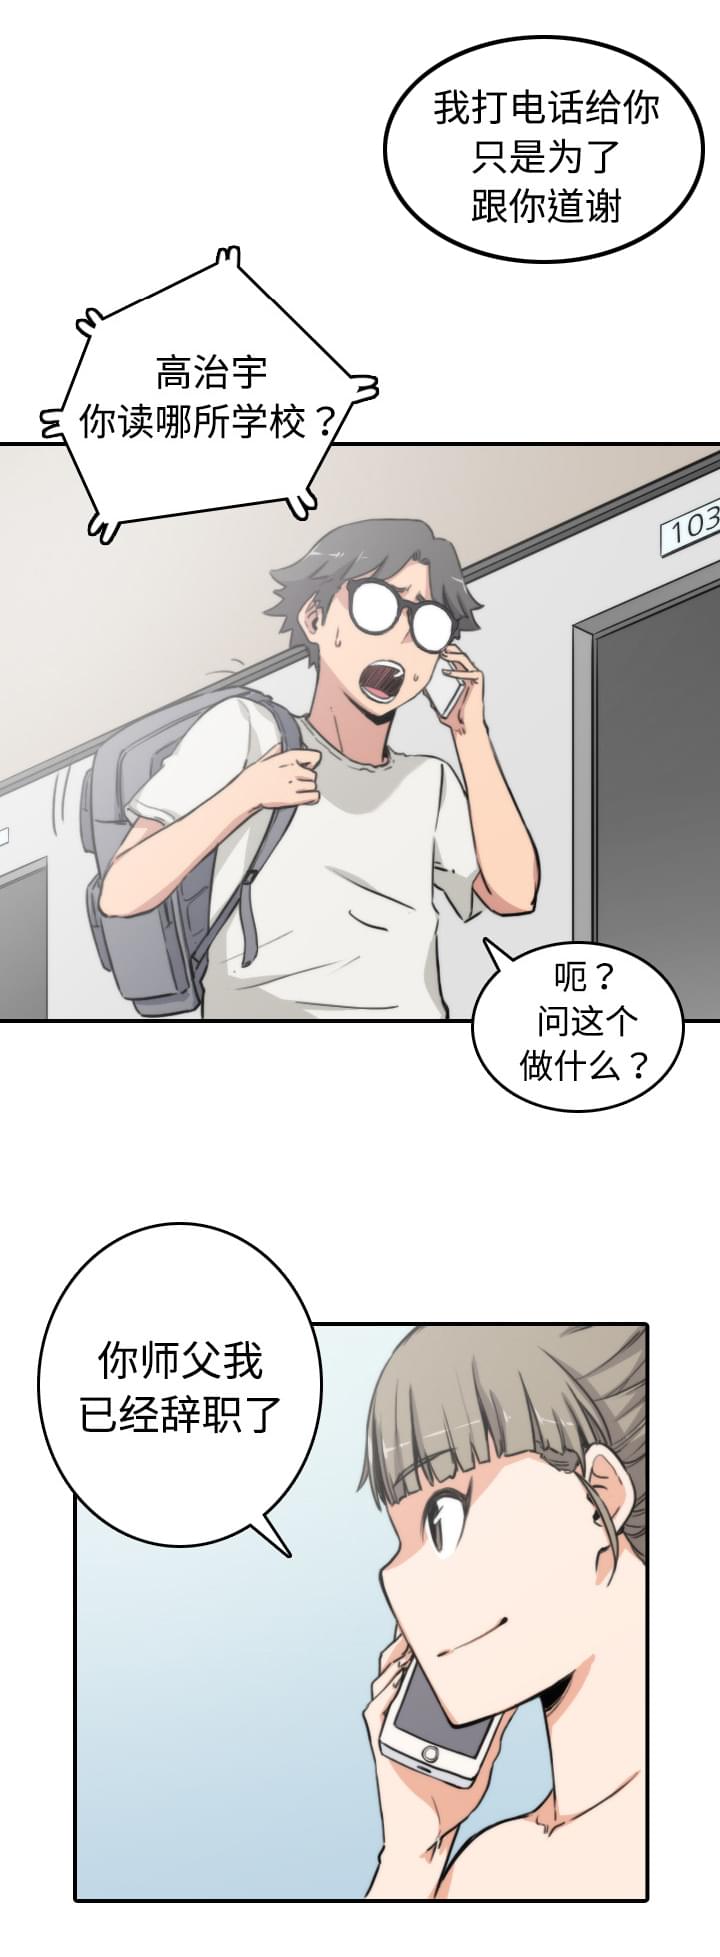 我打电话给你
只是为了
跟你道谢
高治宇
你读哪所学校？
103
呃？
问这个
做什么？
你师父我
已经辞职了